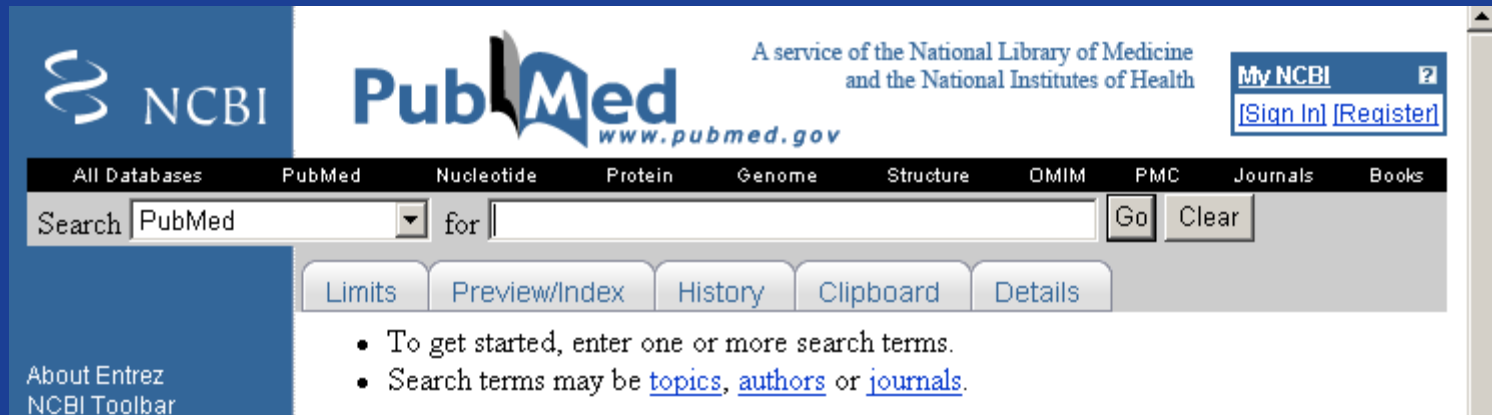 NCBI
PubMed
www.pubmed.gov
A service of the National Library of Medicine
and the National Institutes of Health
My NCBI ?
[Sign In] [Register]
All Databases PubMed Nucleotide Protein Genome Structure OMIM PMC Journals Books
Search PubMed for Go Clear
Limits Preview/Index History Clipboard Details
• To get started, enter one or more search terms.
• Search terms may be topics, authors or journals.
About Entrez
NCBI Toolbar